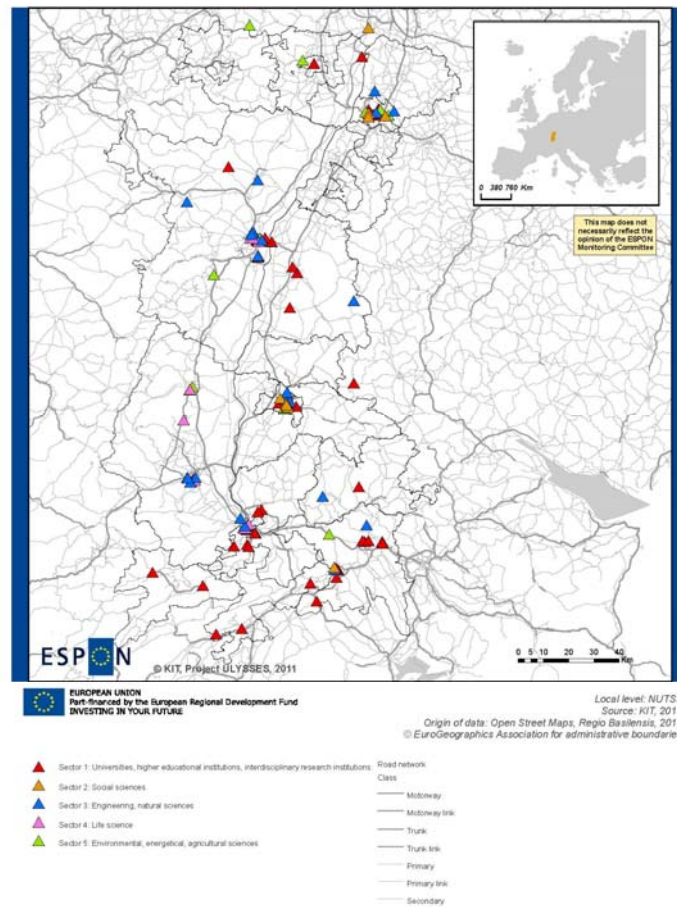 0 380 760 Km
This map does not
necessarily reflect the
opinion of the ESPON
Monitoring Committee
ESPON
© KIT, Project ULYSSES, 2011
0 5 10 20 30 40
Km
EUROPEAN UNION
Part-financed by the European Regional Development Fund
INVESTING IN YOUR FUTURE
Local level: NUTS
Source: KIT, 201
Origin of data: Open Street Maps, Regio Basilensis, 201
© EuroGeographics Association for administrative boundarie
Sector 1: Universities, higher educational institutions, interdisciplinary research institutions
Sector 2: Social sciences
Sector 3: Engineering, natural sciences
Sector 4: Life science
Sector 5: Environmental, energetical, agricultural sciences
Road network
Class
Motorway
Motorway link
Trunk
Trunk link
Primary
Primary link
Secondary